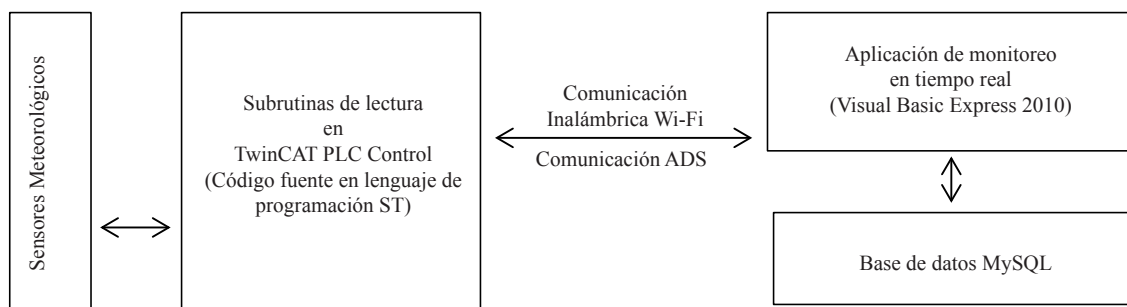 Sensores Meteorológicos
Subrutinas de lectura
en
TwinCAT PLC Control
(Código fuente en lenguaje de
programación ST)
Comunicación
Inalámbrica Wi-Fi
Comunicación ADS
Aplicación de monitoreo
en tiempo real
(Visual Basic Express 2010)
Base de datos MySQL